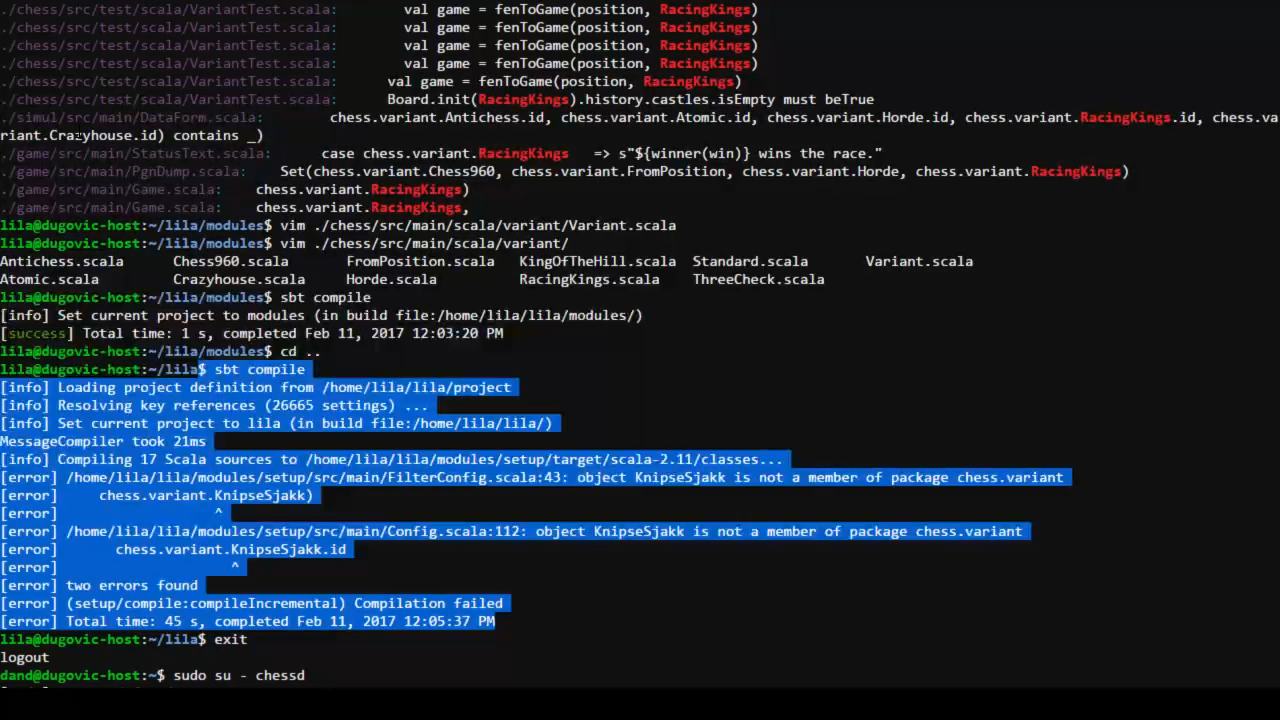 ./chess/src/test/scala/VariantTest.scala:        val game = fenToGame(position, RacingKings)
./chess/src/test/scala/VariantTest.scala:        val game = fenToGame(position, RacingKings)
./chess/src/test/scala/VariantTest.scala:        val game = fenToGame(position, RacingKings)
./chess/src/test/scala/VariantTest.scala:        val game = fenToGame(position, RacingKings)
./chess/src/test/scala/VariantTest.scala:      val game = fenToGame(position, RacingKings)
./chess/src/test/scala/VariantTest.scala:      Board.init(RacingKings).history.castles.isEmpty must beTrue
./simul/src/main/DataForm.scala:        chess.variant.Antichess.id, chess.variant.Atomic.id, chess.variant.Horde.id, chess.variant.RacingKings.id, chess.va
riant.Crazyhouse.id) contains _)
./game/src/main/StatusText.scala:      case chess.variant.RacingKings   => s"${winner(win)} wins the race."
./game/src/main/PgnDump.scala:    Set(chess.variant.Chess960, chess.variant.FromPosition, chess.variant.Horde, chess.variant.RacingKings)
./game/src/main/Game.scala:    chess.variant.RacingKings)
./game/src/main/Game.scala:    chess.variant.RacingKings,
lila@dugovic-host:~/lila/modules$ vim ./chess/src/main/scala/variant/Variant.scala
lila@dugovic-host:~/lila/modules$ vim ./chess/src/main/scala/variant/
Antichess.scala      Chess960.scala       FromPosition.scala   KingOfTheHill.scala  Standard.scala       Variant.scala
Atomic.scala         Crazyhouse.scala     Horde.scala          RacingKings.scala    ThreeCheck.scala
lila@dugovic-host:~/lila/modules$ sbt compile
[info] Set current project to modules (in build file:/home/lila/lila/modules/)
[success] Total time: 1 s, completed Feb 11, 2017 12:03:20 PM
lila@dugovic-host:~/lila/modules$ cd ..
lila@dugovic-host:~/lila$ sbt compile
[info] Loading project definition from /home/lila/lila/project
[info] Resolving key references (26665 settings) ...
[info] Set current project to lila (in build file:/home/lila/lila/)
MessageCompiler took 21ms
[info] Compiling 17 Scala sources to /home/lila/lila/modules/setup/target/scala-2.11/classes...
[error] /home/lila/lila/modules/setup/src/main/FilterConfig.scala:43: object KnipseSjakk is not a member of package chess.variant
[error]     chess.variant.KnipseSjakk)
[error]                   ^
[error] /home/lila/lila/modules/setup/src/main/Config.scala:112: object KnipseSjakk is not a member of package chess.variant
[error]       chess.variant.KnipseSjakk.id
[error]                     ^
[error] two errors found
[error] (setup/compile:compileIncremental) Compilation failed
[error] Total time: 45 s, completed Feb 11, 2017 12:05:37 PM
lila@dugovic-host:~/lila$ exit
logout
dand@dugovic-host:~$ sudo su - chessd